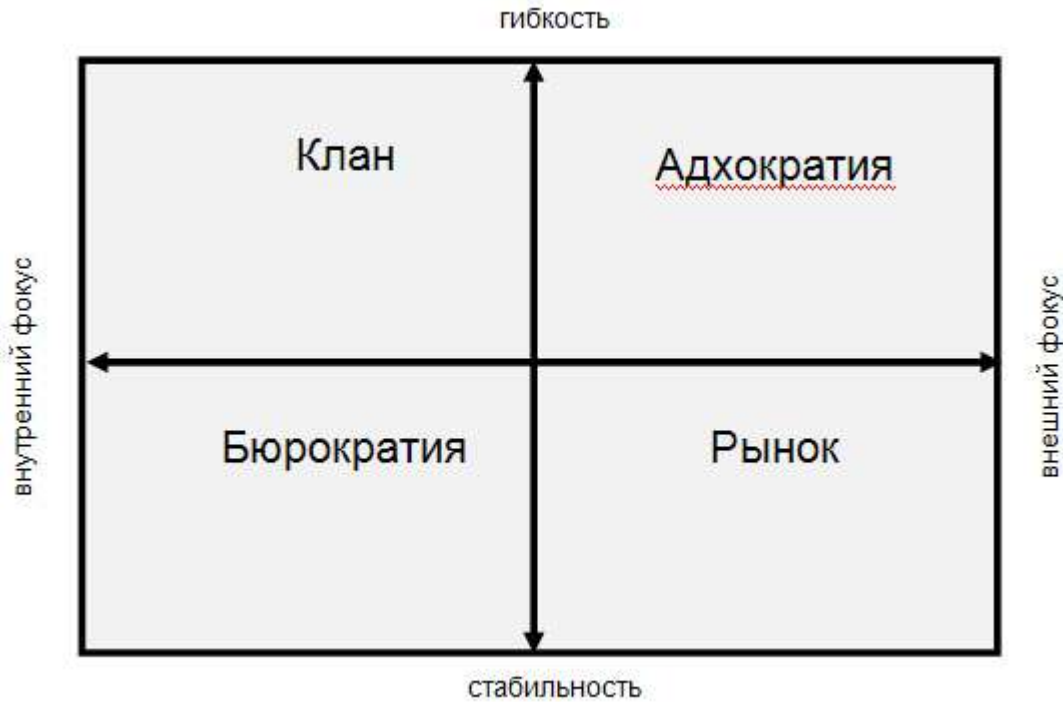 гибкость
Клан
Адхократия
внутренний фокус
внешний фокус
Бюрократия
Рынок
стабильность